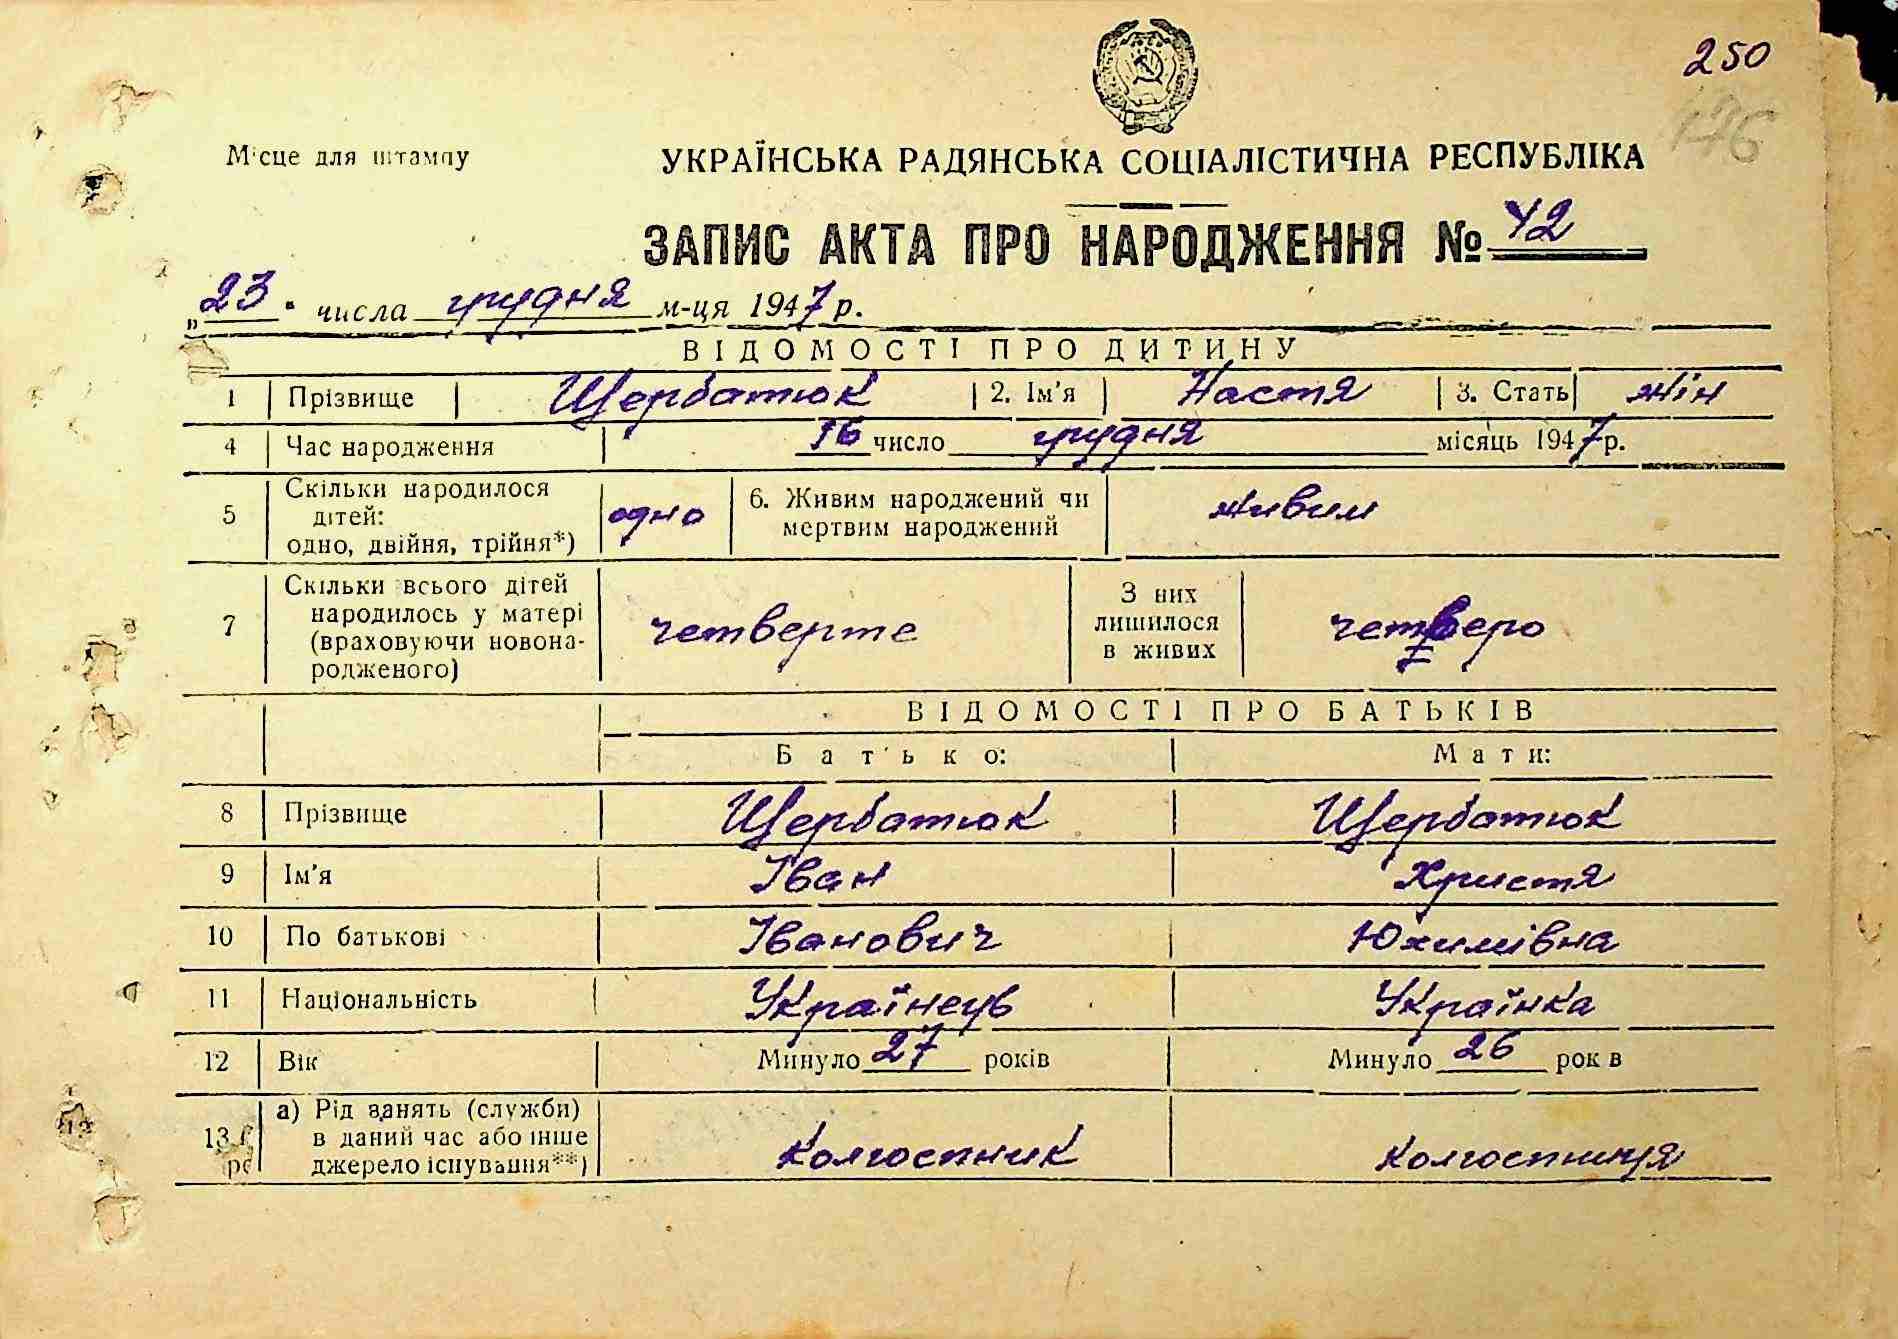 250
176
Місце для штампу
УКРАЇНСЬКА РАДЯНСЬКА СОЦІАЛІСТИЧНА РЕСПУБЛІКА
ЗАПИС АКТА ПРО НАРОДЖЕННЯ № 42
„23" числа грудня м-ця 1947 р.
ВІДОМОСТІ ПРО ДИТИНУ
1 Прізвище Щербатюк 2. Ім'я Настя 3. Стать жін
4 Час народження 16 число грудня місяць 1947 р.
5 Скільки народилося дітей: одно, двійня, трійня*) одно 6. Живим народжений чи мертвим народжений живим
7 Скільки всього дітей народилось у матері (враховуючи новонародженого) четверте З них лишилося в живих четверо
ВІДОМОСТІ ПРО БАТЬКІВ
Батько: Мати:
8 Прізвище Щербатюк Щербатюк
9 Ім'я Іван Христя
10 По батькові Іванович Юхимівна
11 Національність Українець Українка
12 Вік Минуло 27 років Минуло 26 рок в
13 а) Рід занять (служби) в даний час або інше джерело існування**) колгоспник колгоспниця